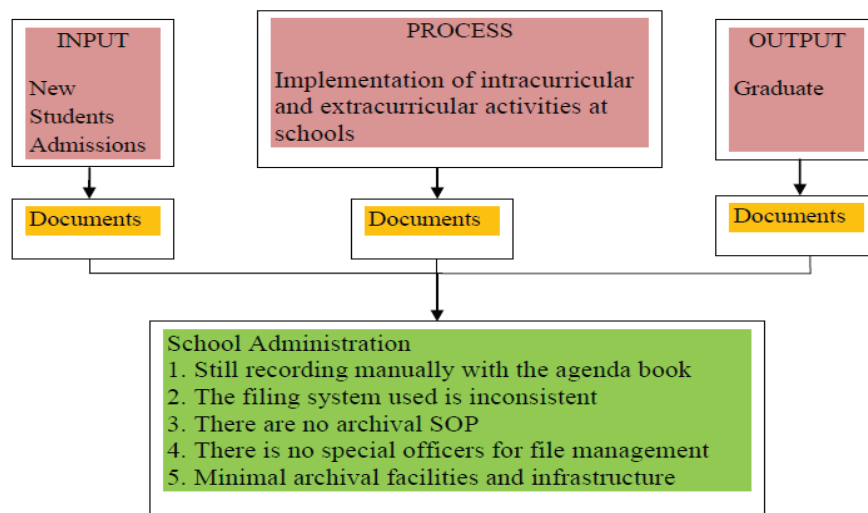 INPUT
New
Students
Admissions
PROCESS
Implementation of intracurricular
and extracurricular activities at
schools
OUTPUT
Graduate
Documents
Documents
Documents
School Administration
1. Still recording manually with the agenda book
2. The filing system used is inconsistent
3. There are no archival SOP
4. There is no special officers for file management
5. Minimal archival facilities and infrastructure